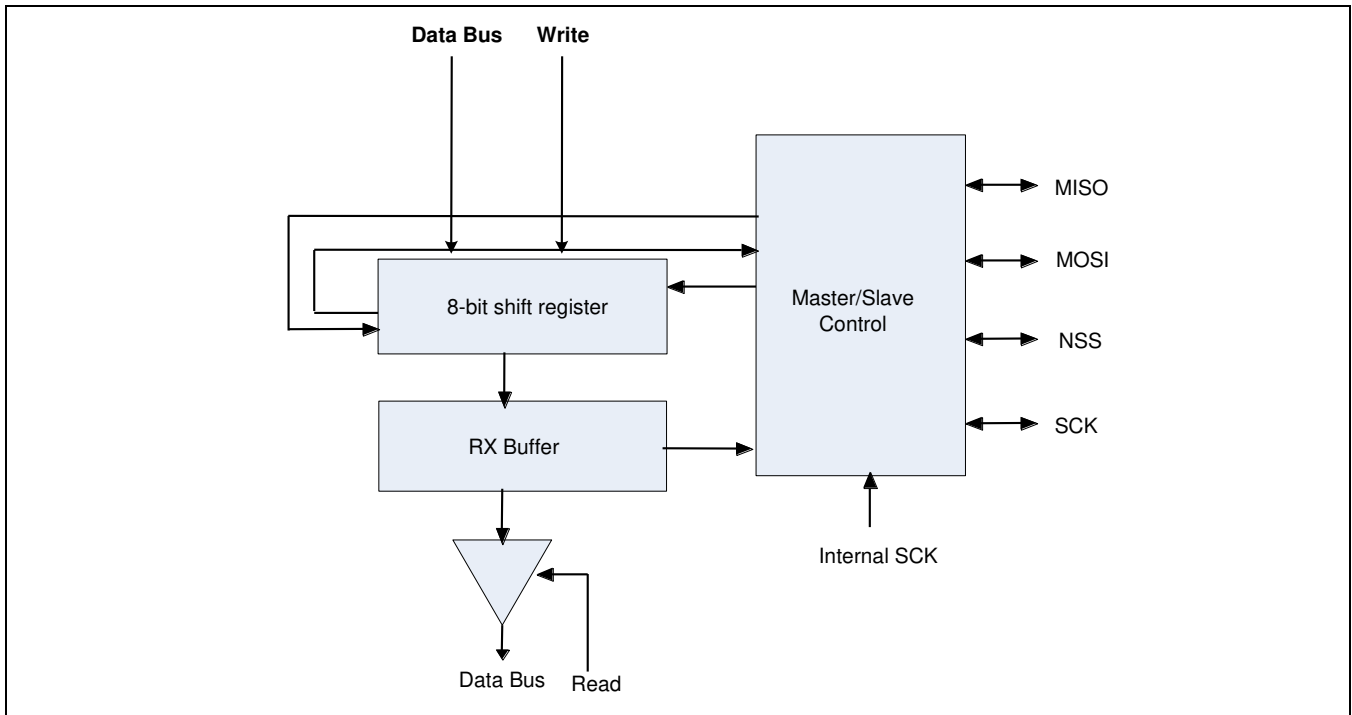 Data Bus
Write
MISO
MOSI
Master/Slave
Control
8-bit shift register
NSS
SCK
RX Buffer
Internal SCK
Data Bus
Read